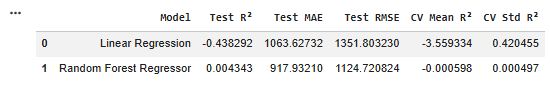 Model Test R² Test MAE Test RMSE CV Mean R² CV Std R²
0 Linear Regression -0.438292 1063.62732 1351.803230 -3.559334 0.420455
1 Random Forest Regressor 0.004343 917.93210 1124.720824 -0.000598 0.000497